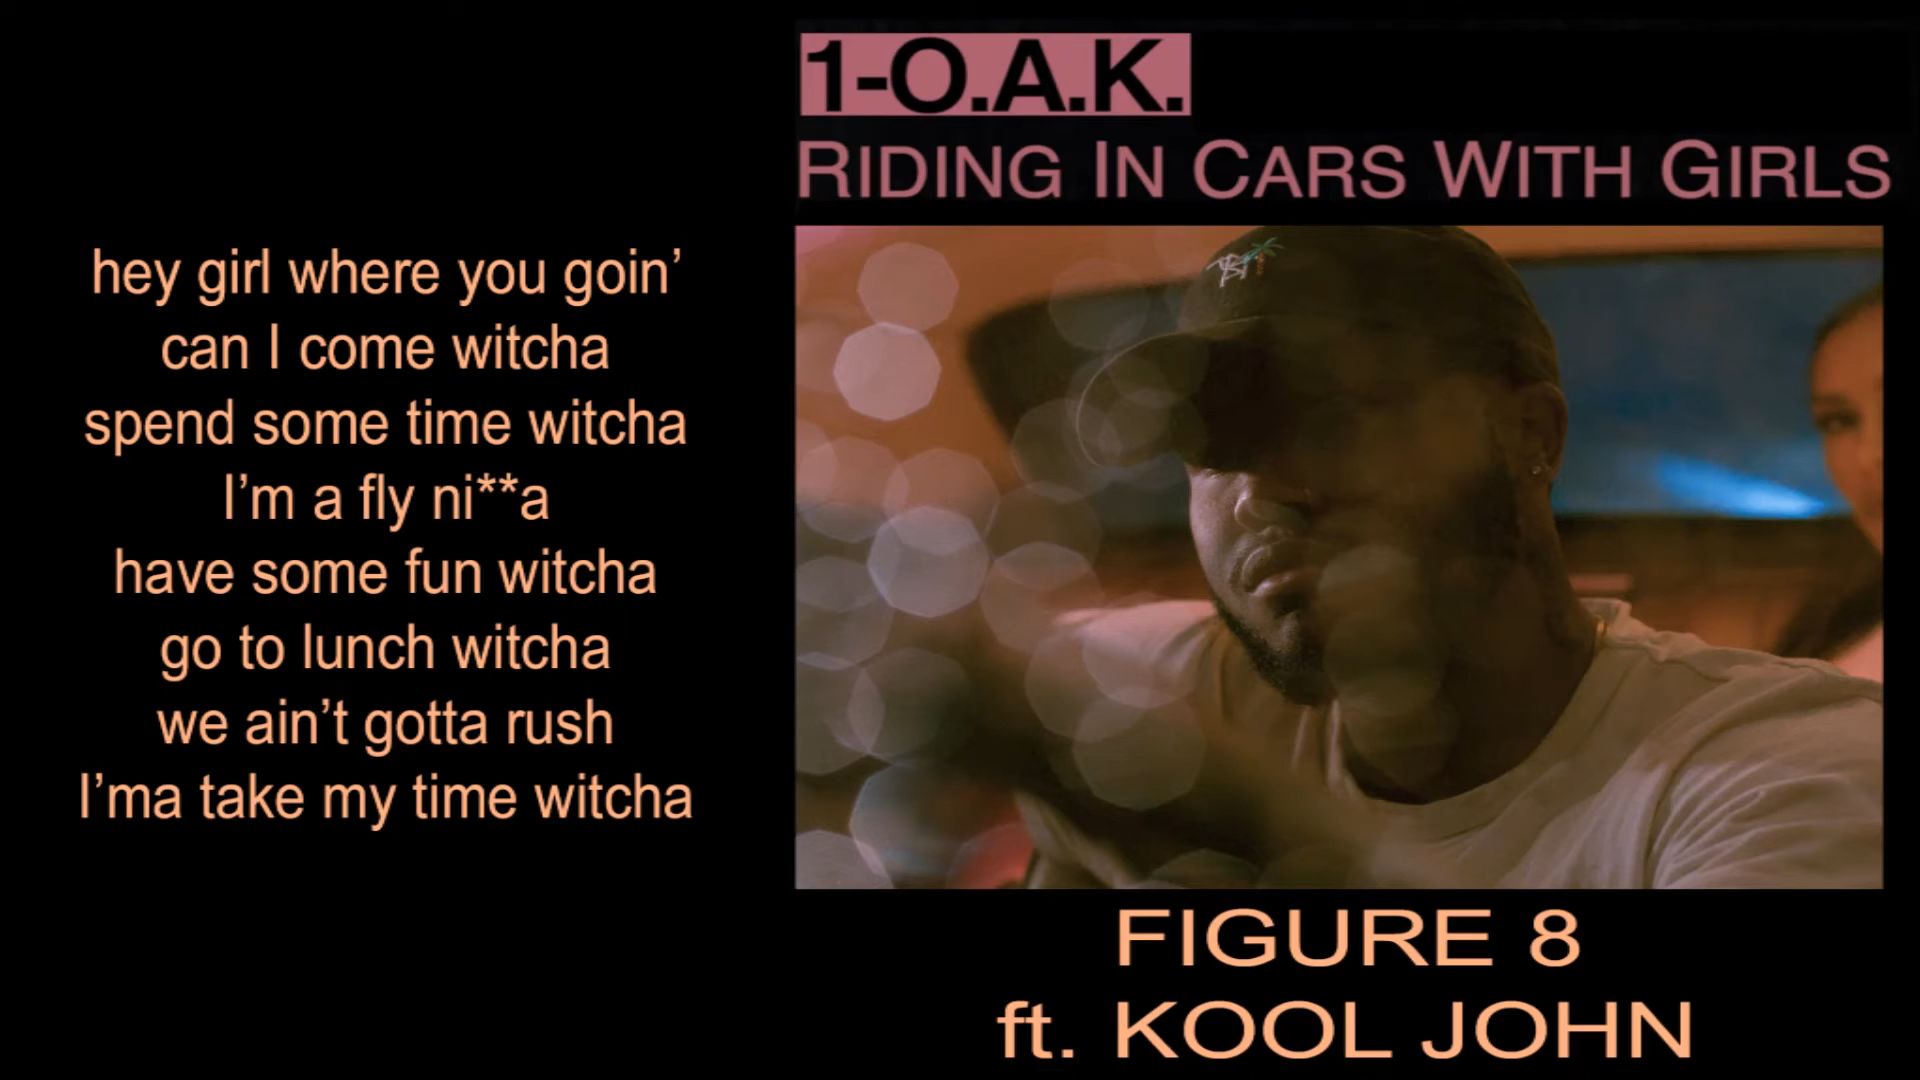 1-O.A.K.
RIDING IN CARS WITH GIRLS
hey girl where you goin’
can I come witcha
spend some time witcha
I’m a fly ni**a
have some fun witcha
go to lunch witcha
we ain’t gotta rush
I’ma take my time witcha
FIGURE 8
ft. KOOL JOHN